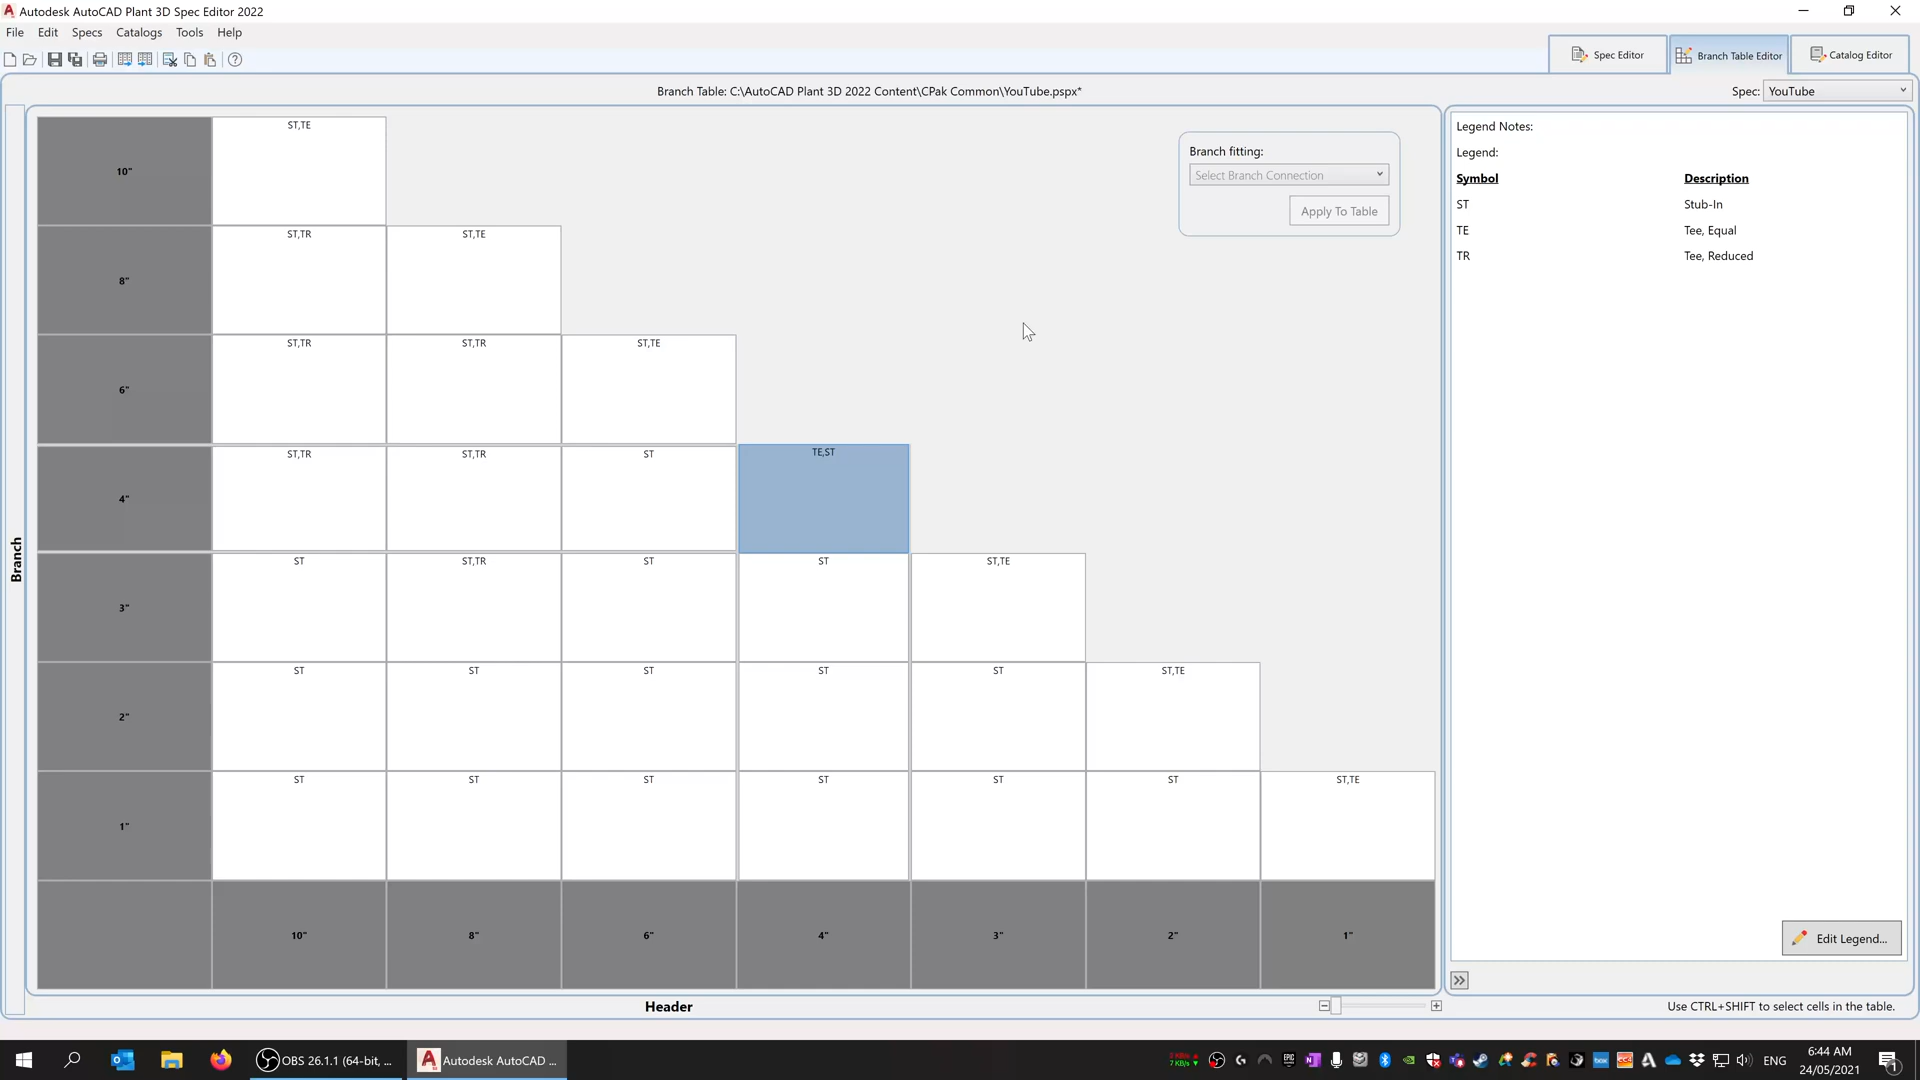 Autodesk AutoCAD Plant 3D Spec Editor 2022
File Edit Specs Catalogs Tools Help
Spec Editor Branch Table Editor Catalog Editor
Branch Table: C:\AutoCAD Plant 3D 2022 Content\CPak Common\YouTube.pspx*
Spec: YouTube
10" ST,TE
8" ST,TR ST,TE
6" ST,TR ST,TR ST,TE
4" ST,TR ST,TR ST TE,ST
3" ST ST,TR ST ST ST,TE
2" ST ST ST ST ST ST,TE
1" ST ST ST ST ST ST ST,TE
10" 8" 6" 4" 3" 2" 1"
Branch
Header
Branch fitting:
Select Branch Connection
Apply To Table
Legend Notes:
Legend:
Symbol Description
ST Stub-In
TE Tee, Equal
TR Tee, Reduced
Edit Legend...
Use CTRL+SHIFT to select cells in the table.
OBS 26.1.1 (64-bit, ...
Autodesk AutoCAD ...
ENG
6:44 AM
24/05/2021